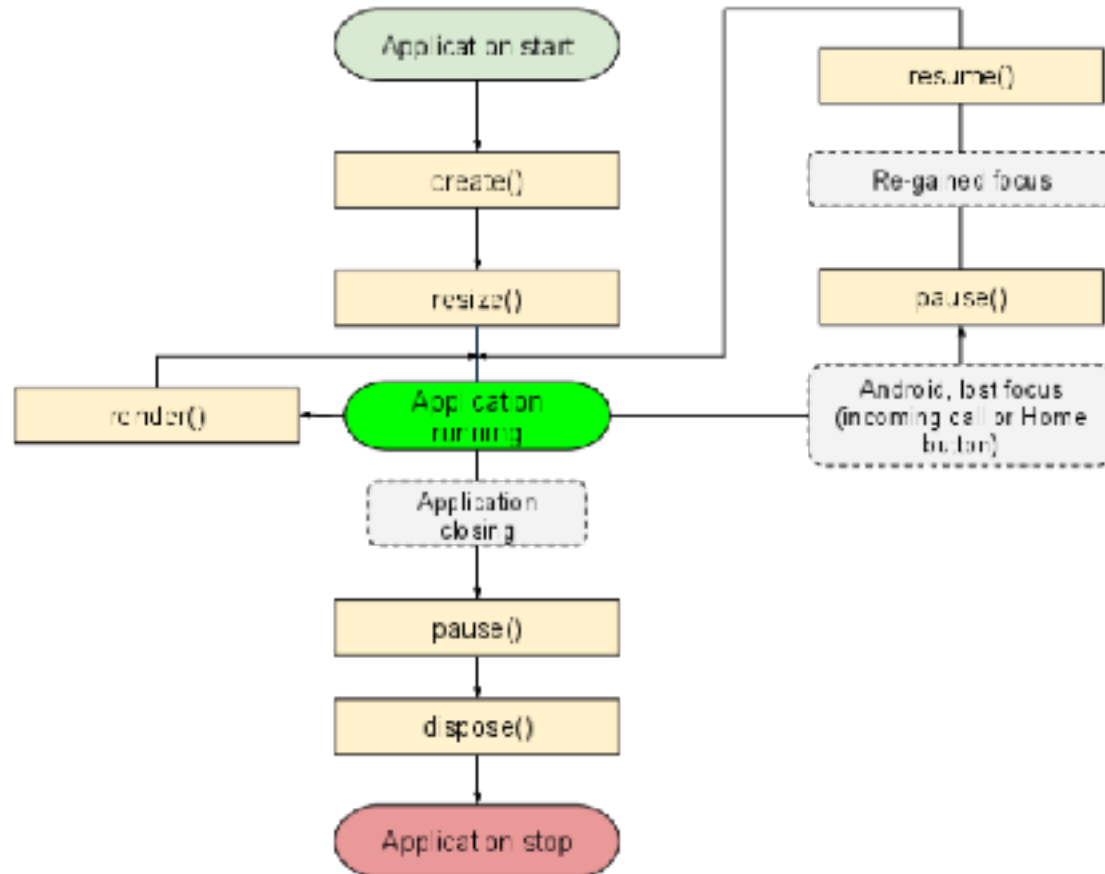 Application start
resume()
create()
Re-gained focus
resize()
pause()
render()
Application
running
Android, lost focus
(incoming call or Home
button)
Application
closing
pause()
dispose()
Application stop